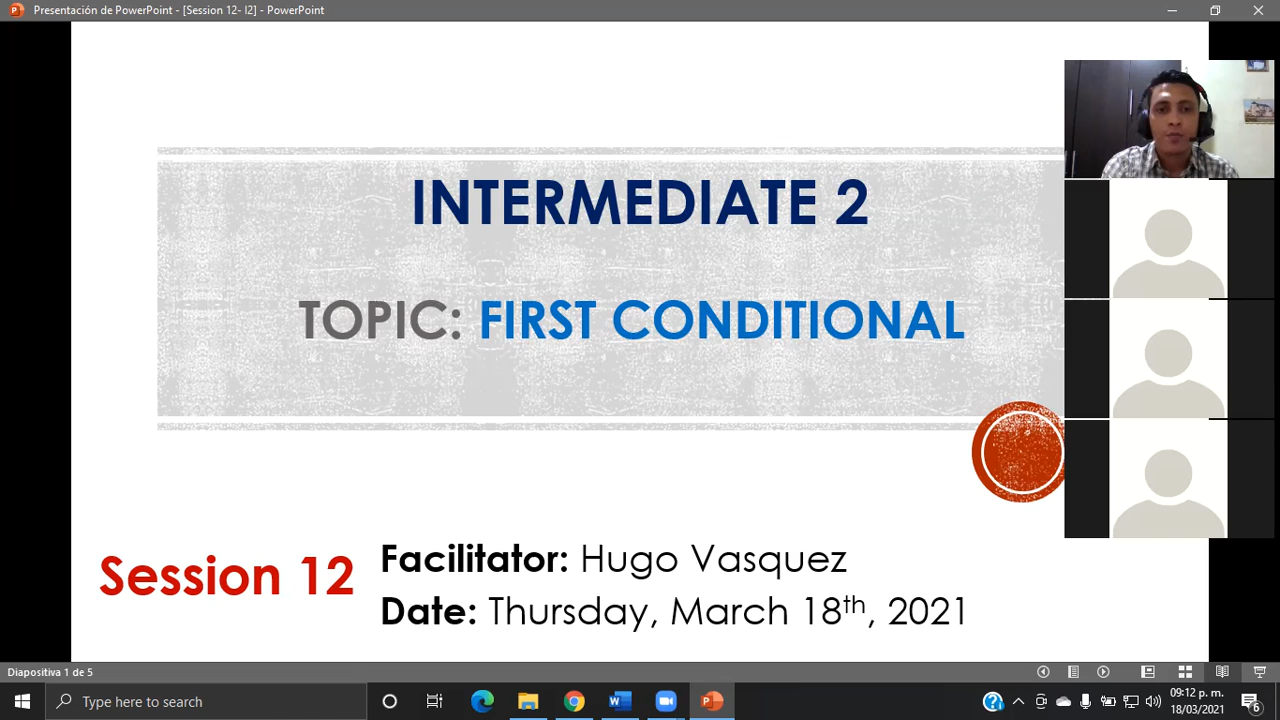 Presentación de PowerPoint - [Session 12- I2] - PowerPoint
INTERMEDIATE 2
TOPIC: FIRST CONDITIONAL
Session 12
Facilitator: Hugo Vasquez
Date: Thursday, March 18th, 2021
Diapositiva 1 de 5
Type here to search
09:12 p. m.
18/03/2021
6